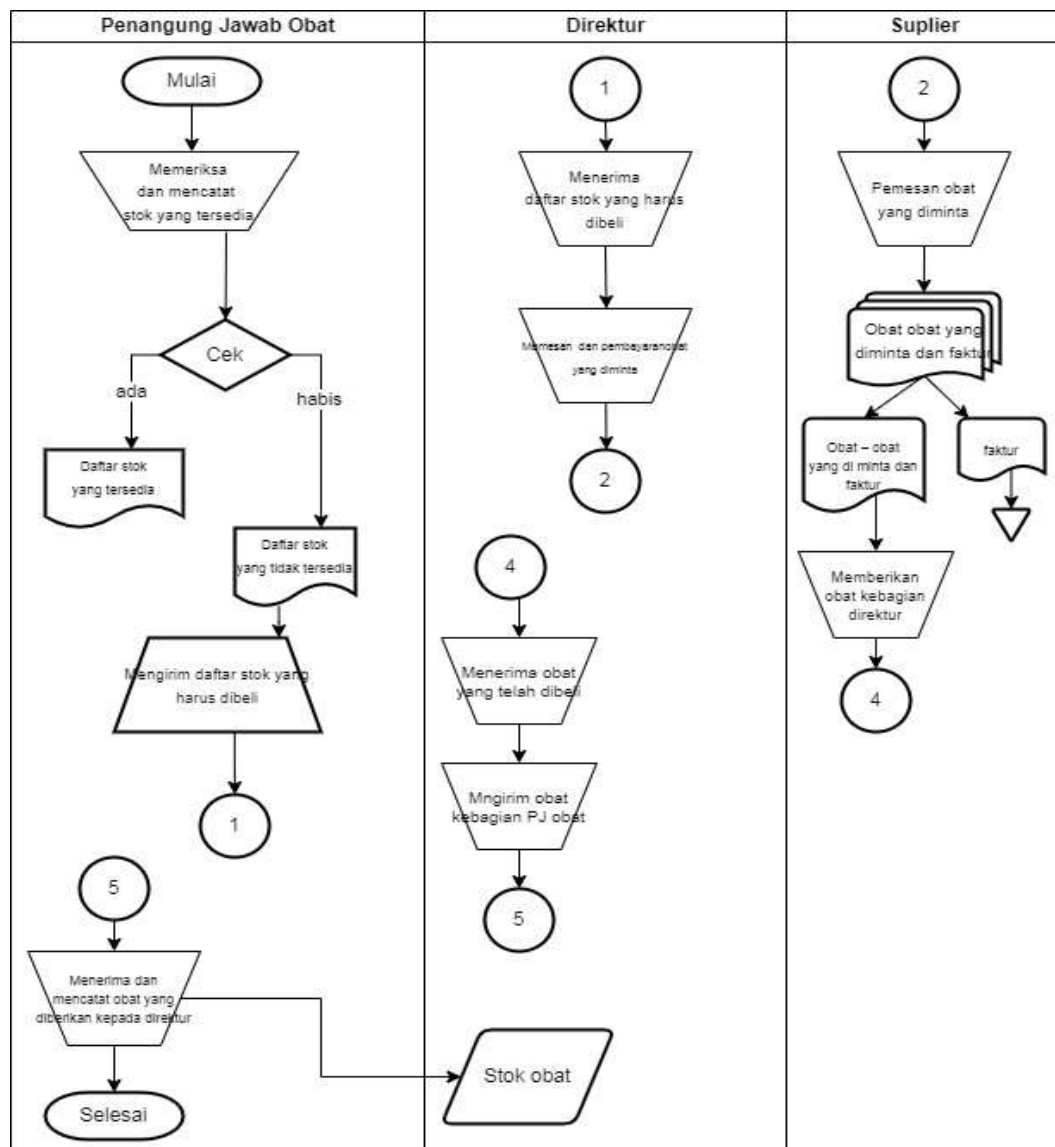 Penangung Jawab Obat
Mulai
Memeriksa
dan mencatat
stok yang tersedia
Cek
ada
habis
Daftar stok
yang tersedia
Daftar stok
yang tidak tersedia
Mengirim daftar stok yang
harus dibeli
1
5
Menerima dan
mencatat obat yang
diberikan kepada direktur
Selesai
Direktur
1
Menerima
daftar stok yang harus
dibeli
Memesan dan pembayaranobat
yang diminta
2
4
Menerima obat
yang telah dibeli
Mngirim obat
kebagian PJ obat
5
Stok obat
Suplier
2
Pemesan obat
yang diminta
Obat obat yang
diminta dan faktur
Obat – obat
yang di minta dan
faktur
faktur
Memberikan
obat kebagian
direktur
4